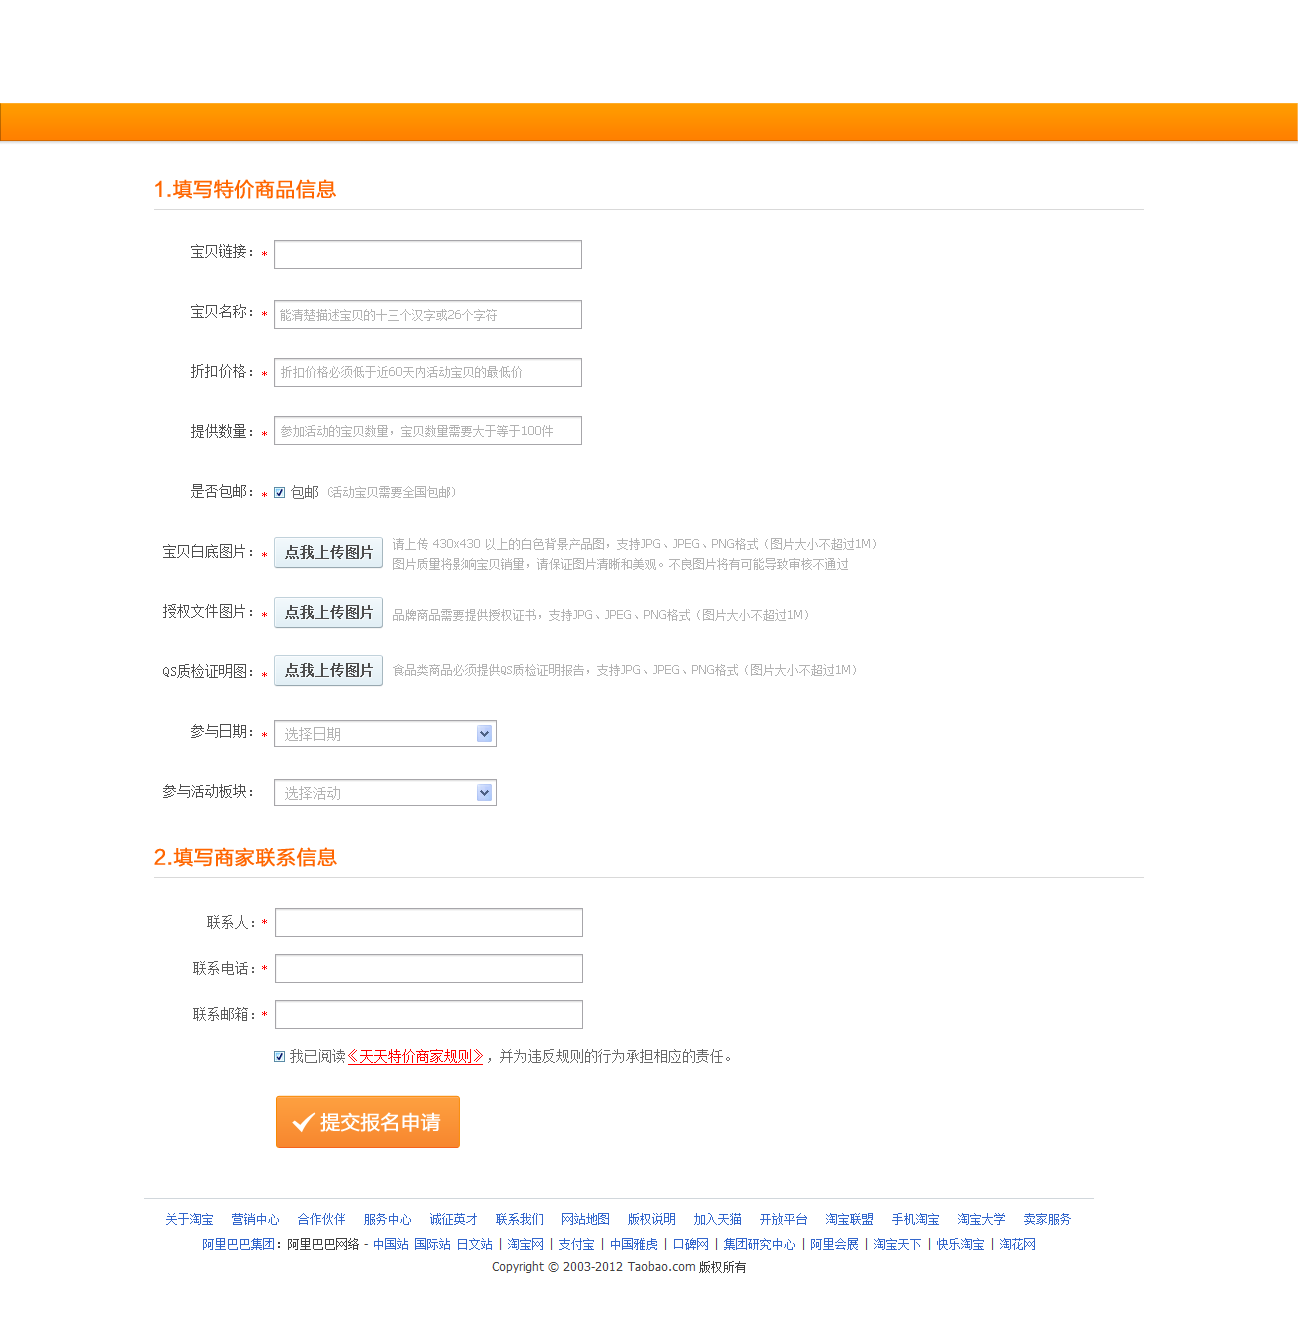 1.填写特价商品信息
宝贝链接：*
宝贝名称：* 能清楚描述宝贝的十三个汉字或26个字符
折扣价格：* 折扣价格必须低于近60天内活动宝贝的最低价
提供数量：* 参加活动的宝贝数量，宝贝数量需要大于等于100件
是否包邮：* 包邮（活动宝贝需要全国包邮）
宝贝白底图片：* 点我上传图片 请上传 430x430 以上的白色背景产品图，支持JPG、JPEG、PNG格式（图片大小不超过1M）
图片质量将影响宝贝销量，请保证图片清晰和美观。不良图片将有可能导致审核不通过
授权文件图片：* 点我上传图片 品牌商品需要提供授权证书，支持JPG、JPEG、PNG格式（图片大小不超过1M）
QS质检证明图：* 点我上传图片 食品类商品必须提供QS质检证明报告，支持JPG、JPEG、PNG格式（图片大小不超过1M）
参与日期：* 选择日期
参与活动板块： 选择活动
2.填写商家联系信息
联系人：*
联系电话：*
联系邮箱：*
我已阅读《天天特价商家规则》，并为违反规则的行为承担相应的责任。
提交报名申请
关于淘宝 营销中心 合作伙伴 服务中心 诚征英才 联系我们 网站地图 版权说明 加入天猫 开放平台 淘宝联盟 手机淘宝 淘宝大学 卖家服务
阿里巴巴集团：阿里巴巴网络 - 中国站 国际站 日文站 | 淘宝网 | 支付宝 | 中国雅虎 | 口碑网 | 集团研究中心 | 阿里会展 | 淘宝天下 | 快乐淘宝 | 淘花网
Copyright © 2003-2012 Taobao.com 版权所有